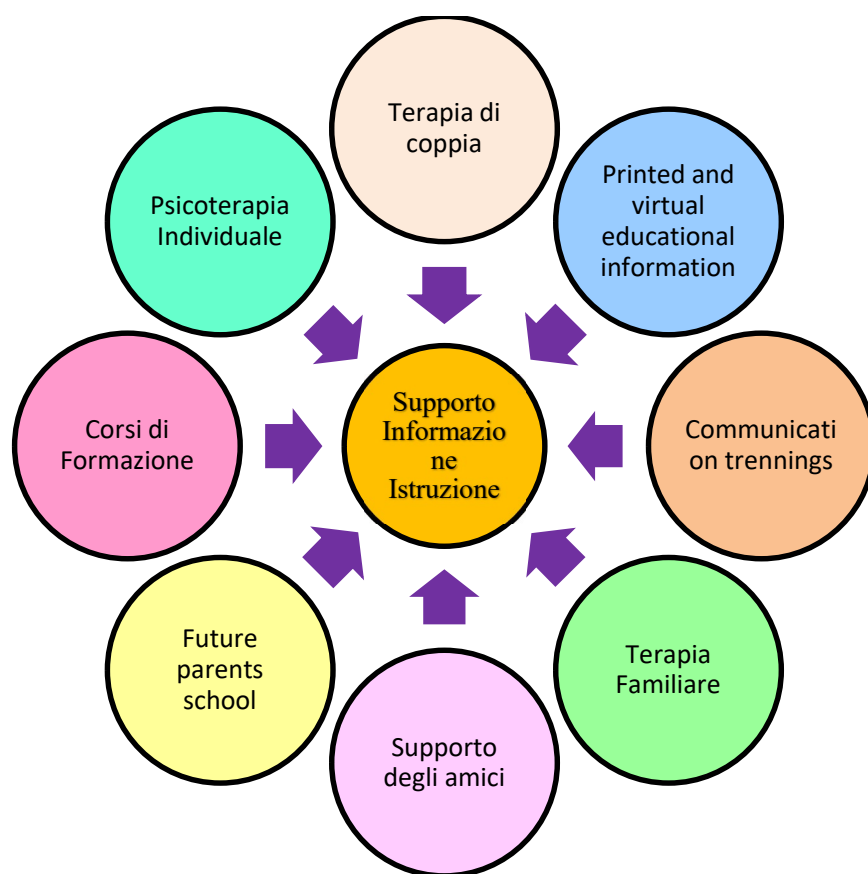 Terapia di
coppia
Printed and
virtual
educational
information
Communicati
on trennings
Terapia
Familiare
Supporto
degli amici
Future
parents
school
Corsi di
Formazione
Psicoterapia
Individuale
Supporto
Informazio
ne
Istruzione